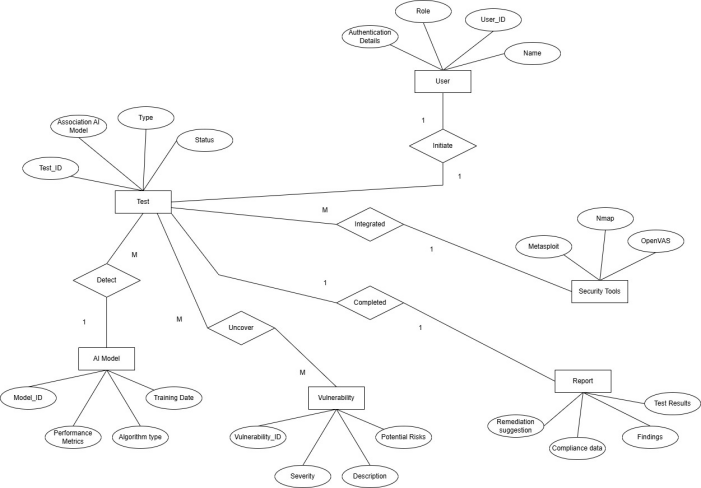 Role
User_ID
Authentication
Details
Name
User
1
Initiate
1
Type
Association AI
Model
Status
Test_ID
Test
M
Integrated
1
Nmap
Metasploit
OpenVAS
Security Tools
M
Detect
1
1
Completed
1
M
Uncover
M
AI Model
Model_ID
Training Date
Performance
Metrics
Algorithm type
Vulnerability
Vulnerability_ID
Potential Risks
Severity
Description
Report
Test Results
Remediation
suggestion
Findings
Compliance data